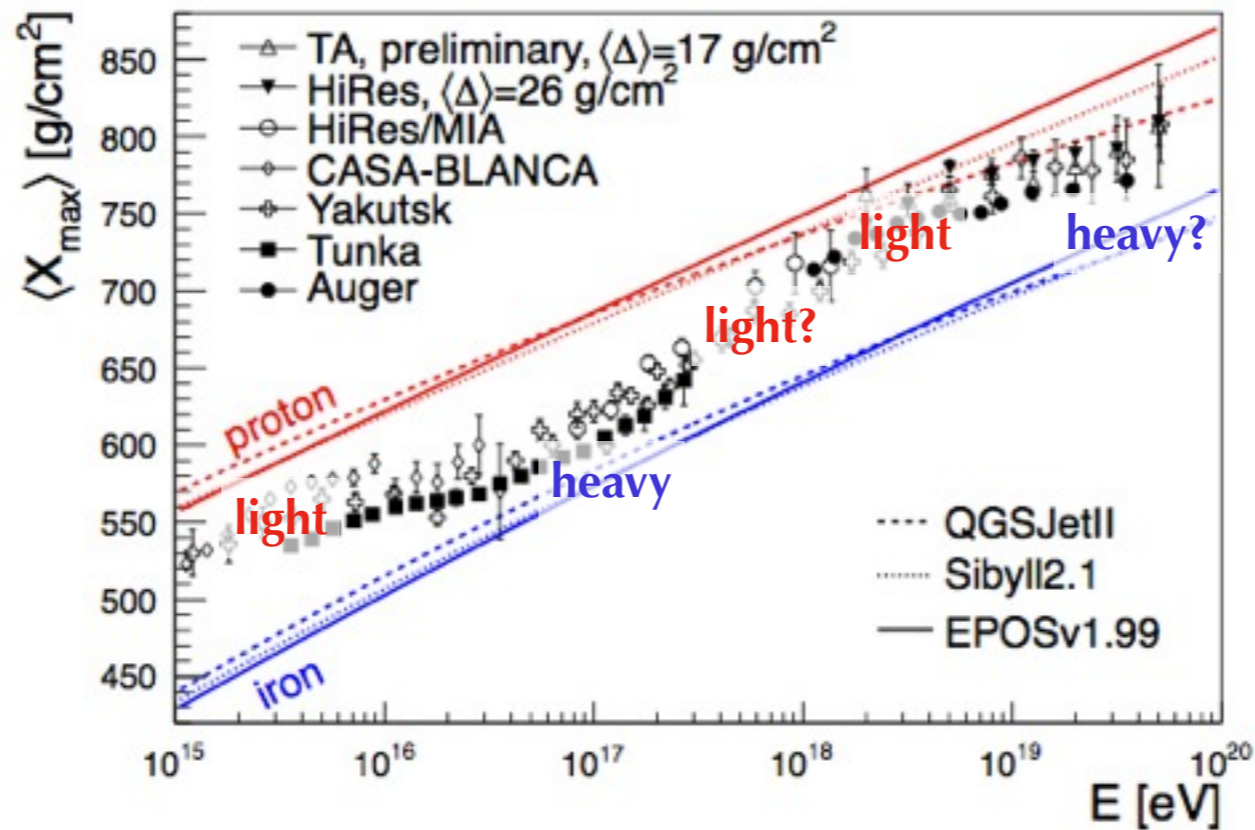 ⟨X_max⟩ [g/cm²]
850
800
750
700
650
600
550
500
450
TA, preliminary, ⟨Δ⟩=17 g/cm²
HiRes, ⟨Δ⟩=26 g/cm²
HiRes/MIA
CASA-BLANCA
Yakutsk
Tunka
Auger
light
heavy?
light?
proton
heavy
light
iron
QGSJetII
Sibyll2.1
EPOSv1.99
10¹⁵
10¹⁶
10¹⁷
10¹⁸
10¹⁹
10²⁰
E [eV]